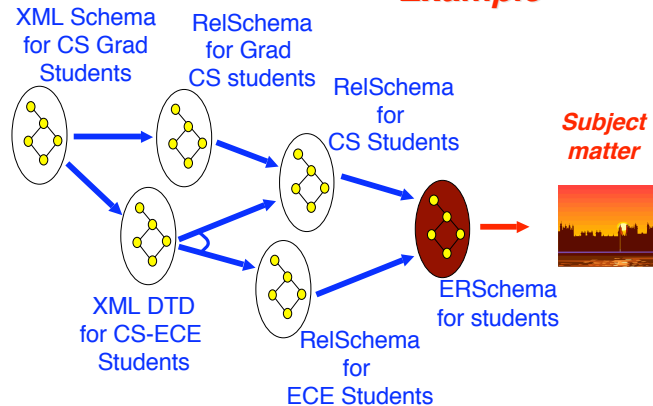 Example
XML Schema
for CS Grad
Students
RelSchema
for Grad
CS students
RelSchema
for
CS Students
Subject
matter
XML DTD
for CS-ECE
Students
RelSchema
for
ECE Students
ERSchema
for students